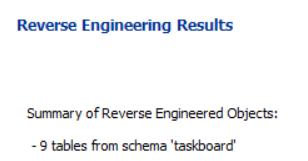 Reverse Engineering Results
Summary of Reverse Engineered Objects:
- 9 tables from schema 'taskboard'